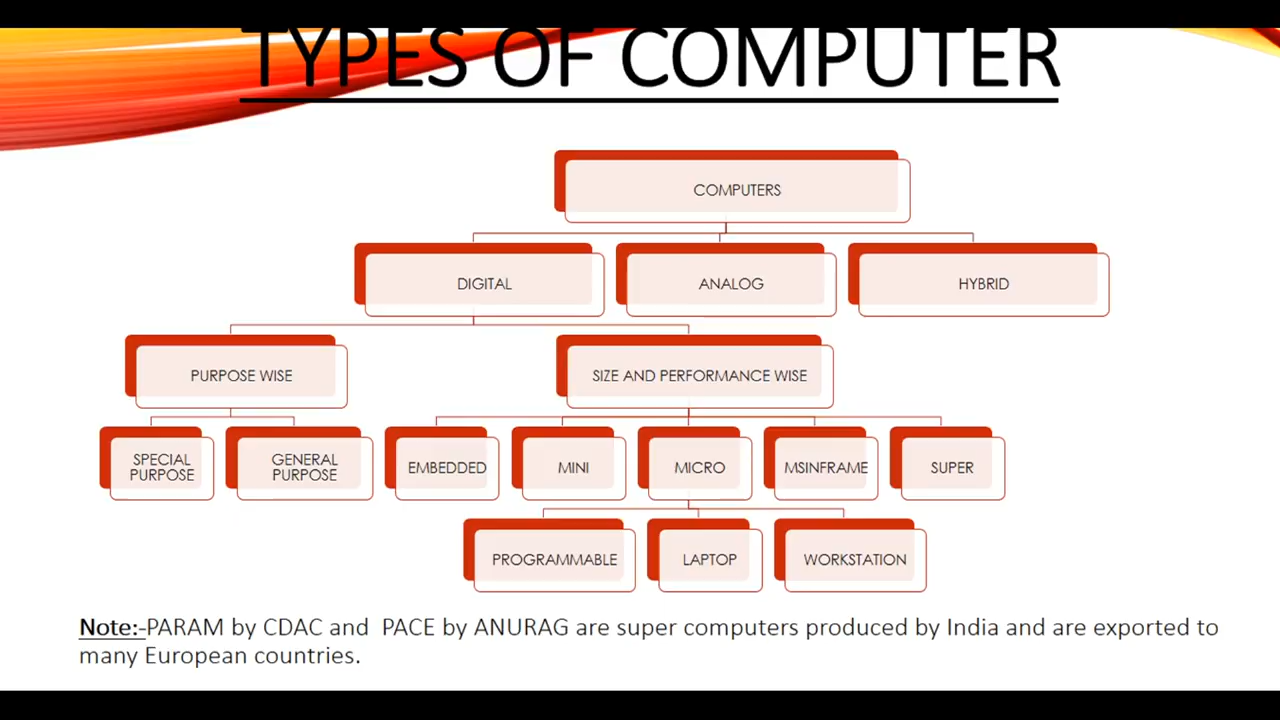 TYPES OF COMPUTER
COMPUTERS
DIGITAL
ANALOG
HYBRID
PURPOSE WISE
SIZE AND PERFORMANCE WISE
SPECIAL
PURPOSE
GENERAL
PURPOSE
EMBEDDED
MINI
MICRO
MSINFRAME
SUPER
PROGRAMMABLE
LAPTOP
WORKSTATION
Note:-PARAM by CDAC and  PACE by ANURAG are super computers produced by India and are exported to
many European countries.